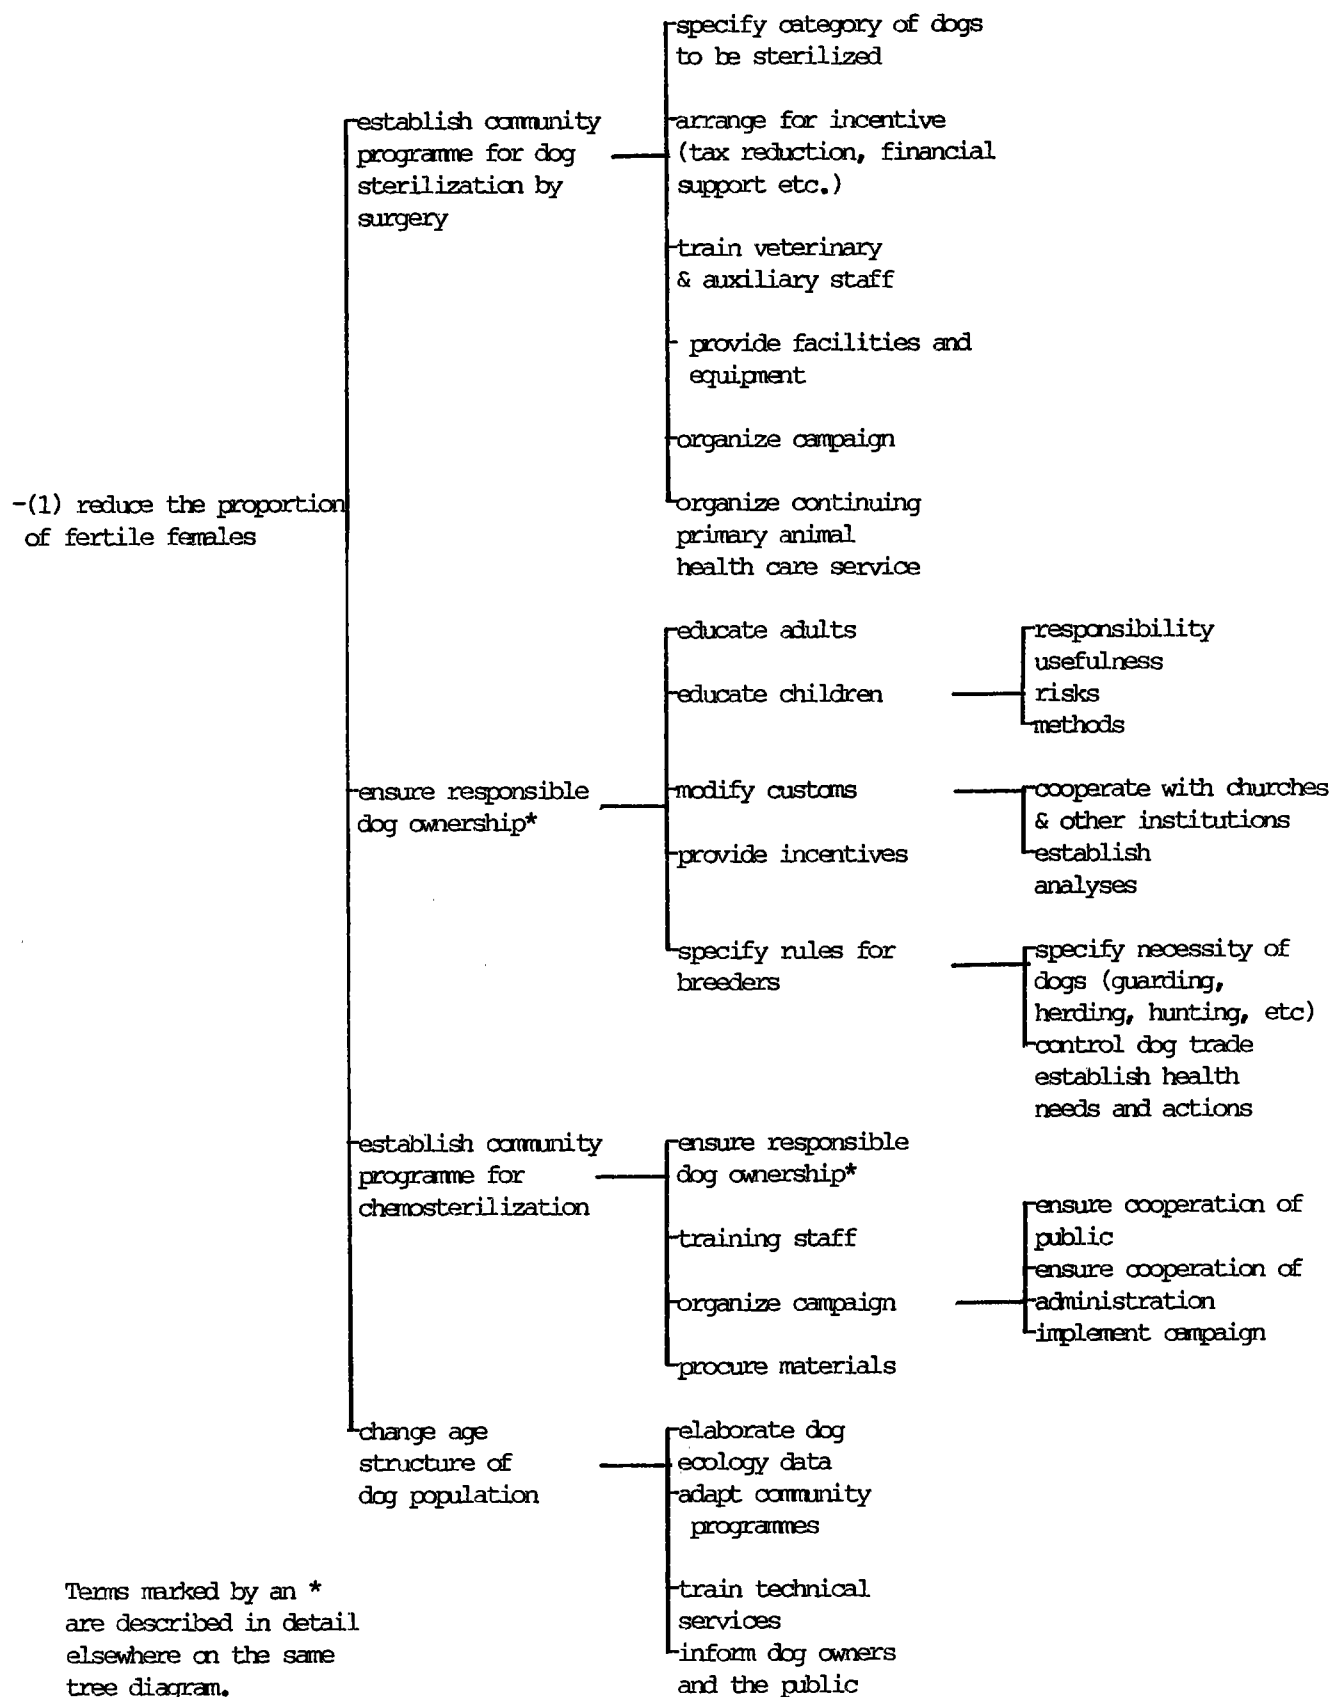 specify category of dogs
to be sterilized
establish community
programme for dog
sterilization by
surgery
arrange for incentive
(tax reduction, financial
support etc.)
train veterinary
& auxiliary staff
provide facilities and
equipment
organize campaign
-(1) reduce the proportion
of fertile females
organize continuing
primary animal
health care service
educate adults
educate children
responsibility
usefulness
risks
methods
ensure responsible
dog ownership*
modify customs
provide incentives
cooperate with churches
& other institutions
establish
analyses
specify rules for
breeders
specify necessity of
dogs (guarding,
herding, hunting, etc)
control dog trade
establish health
needs and actions
establish community
programme for
chemosterilization
ensure responsible
dog ownership*
training staff
organize campaign
procure materials
ensure cooperation of
public
ensure cooperation of
administration
implement campaign
change age
structure of
dog population
elaborate dog
ecology data
adapt community
programmes
train technical
services
inform dog owners
and the public
Terms marked by an *
are described in detail
elsewhere on the same
tree diagram.